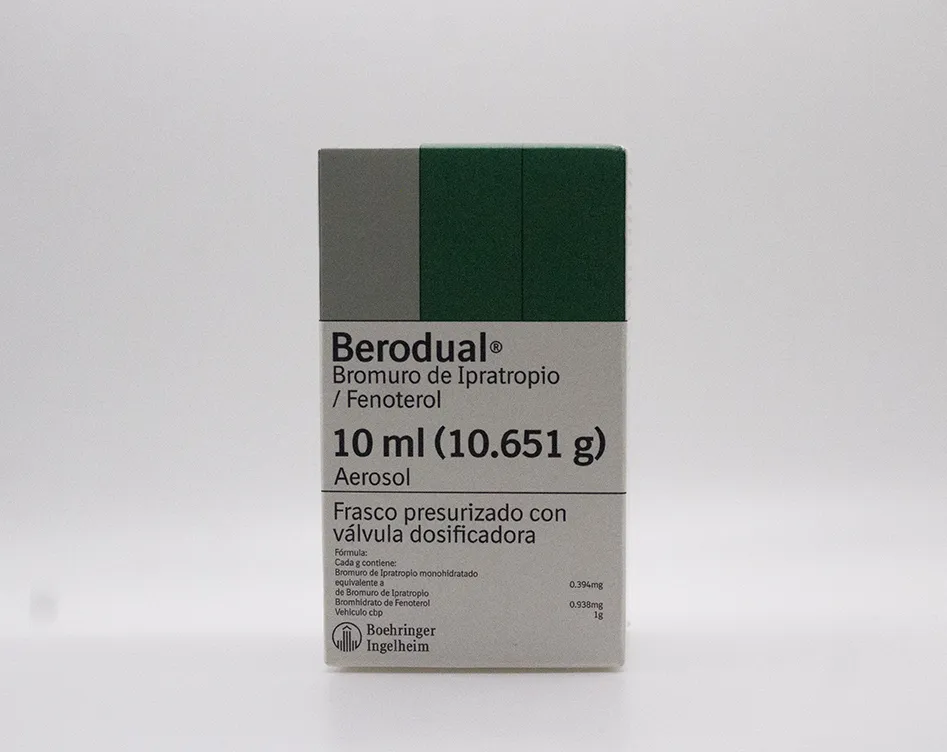 Berodual®
Bromuro de Ipratropio
/ Fenoterol
10 ml (10.651 g)
Aerosol
Frasco presurizado con
válvula dosificadora
Fórmula:
Cada g contiene:
Bromuro de Ipratropio monohidratado
equivalente a 0.394mg
de Bromuro de Ipratropio
Bromhidrato de Fenoterol 0.938mg
Vehículo cbp 1g
Boehringer
Ingelheim